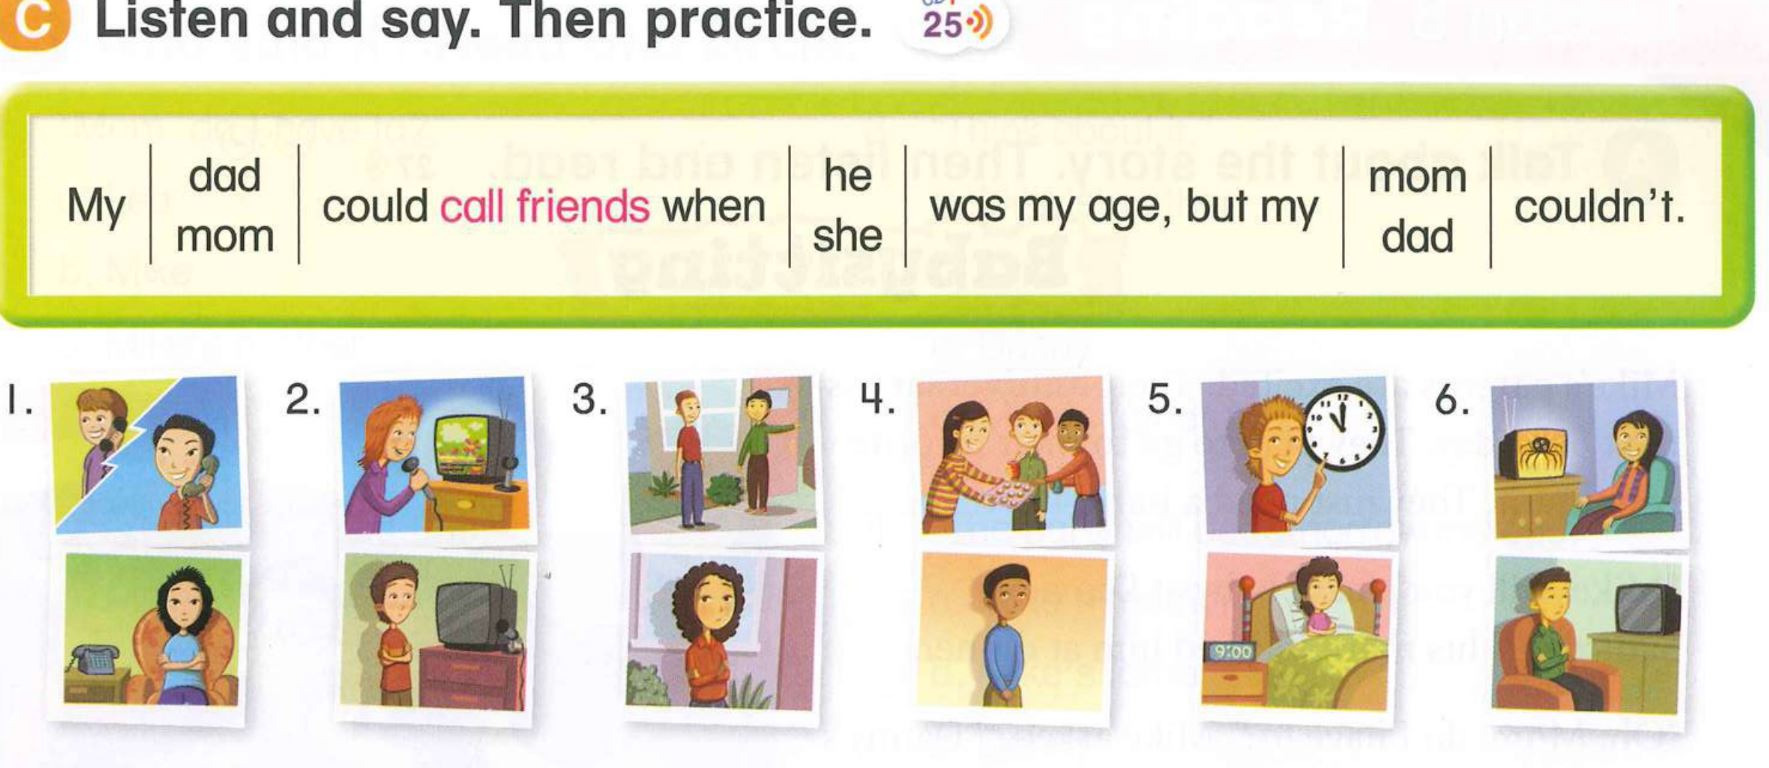 C Listen and say. Then practice. 25
My
dad
mom
could call friends when
he
she
was my age, but my
mom
dad
couldn't.
1. 2. 3. 4. 5. 6.
9:00